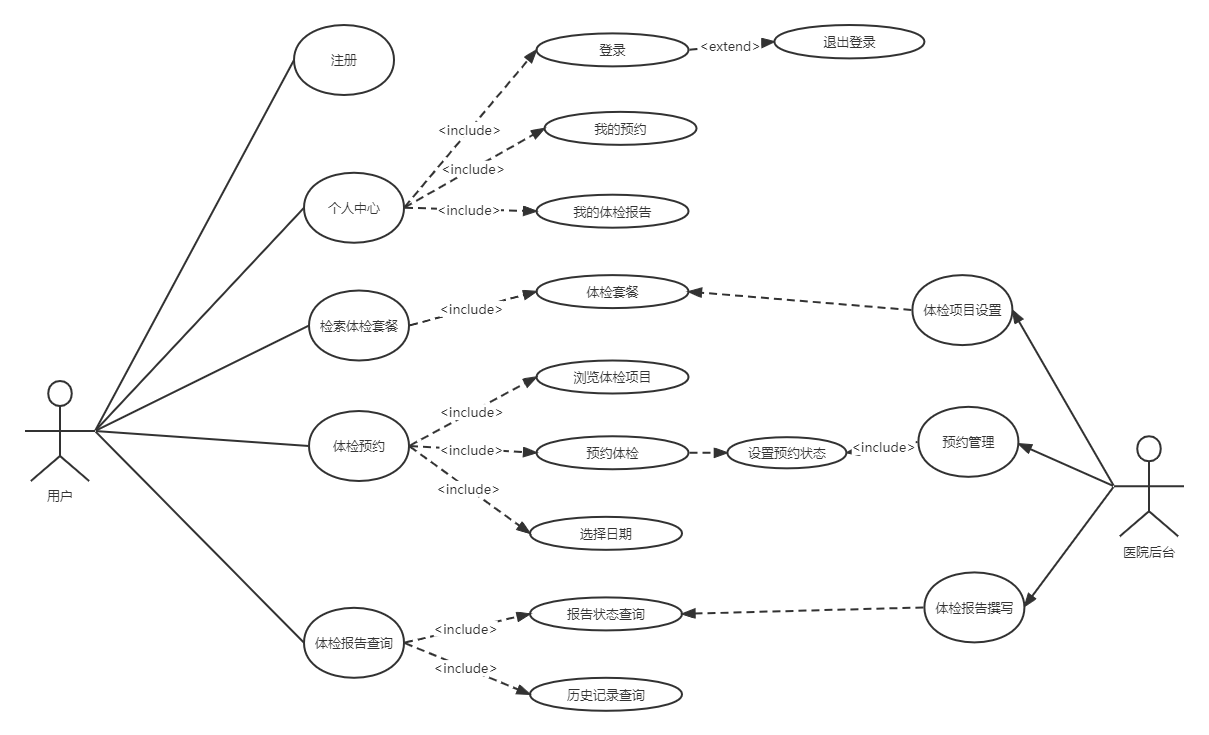 注册
登录
<extend>
退出登录
<include>
我的预约
<include>
个人中心
<include>
我的体检报告
检素体检套餐
<include>
体检套餐
体检项目设置
浏览体检项目
<include>
体检预约
<include>
预约体检
设置预约状态
<include>
预约管理
<include>
选择日期
用户
医院后台
体检报告查询
<include>
报告状态查询
体检报告撰写
<include>
历史记录查询